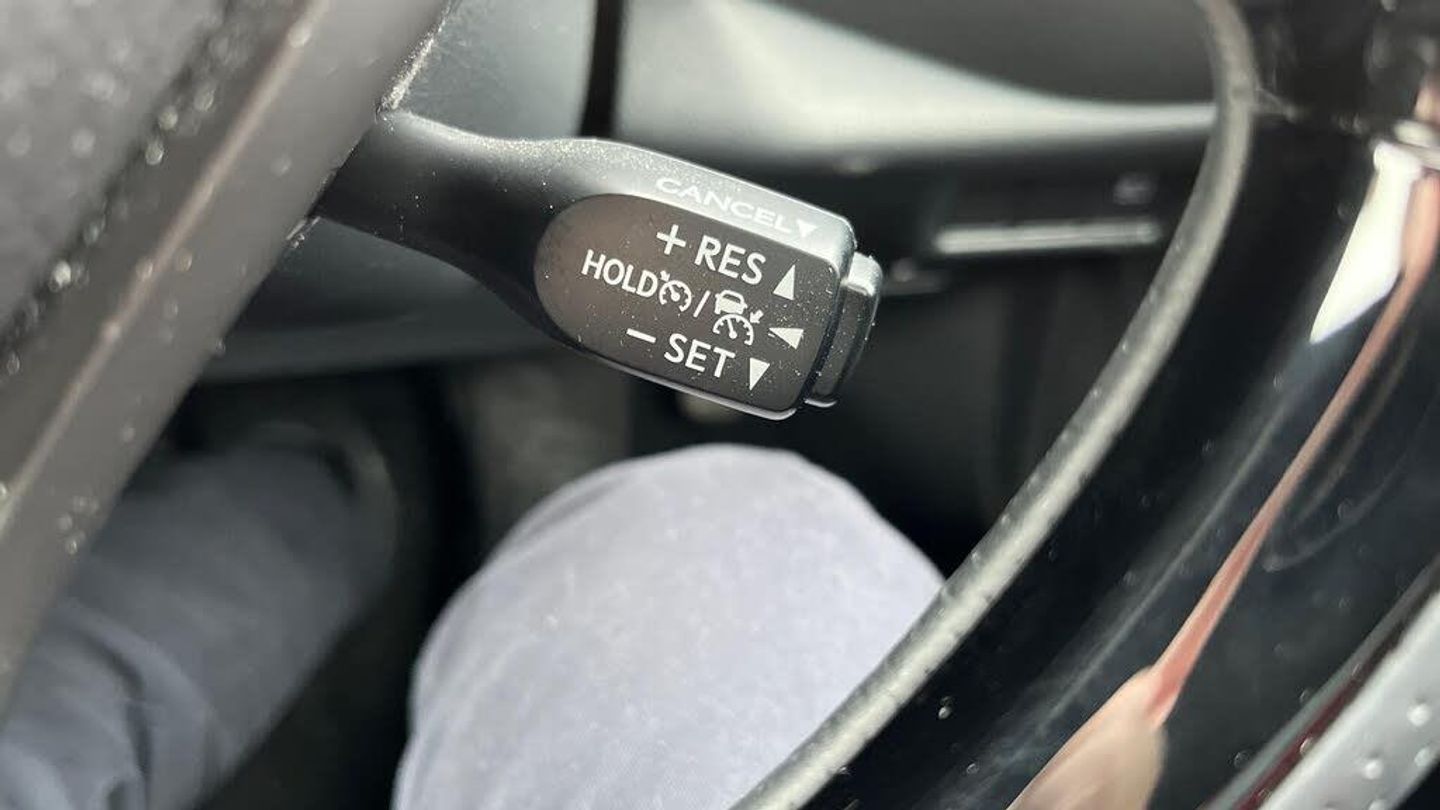 CANCEL▼
+ RES ▲
HOLD /
− SET ▼